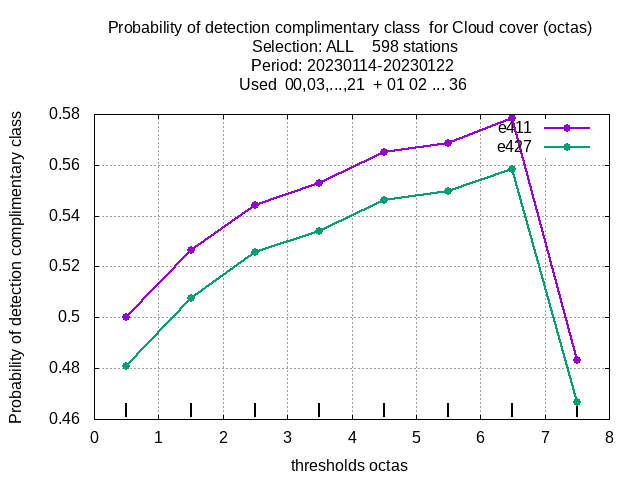 Probability of detection complimentary class  for Cloud cover (octas)
Selection: ALL    598 stations
Period: 20230114-20230122
Used  00,03,...,21  + 01 02 ... 36
Probability of detection complimentary class
0.58
0.56
0.54
0.52
0.5
0.48
0.46
e411
e427
0 1 2 3 4 5 6 7 8
thresholds octas